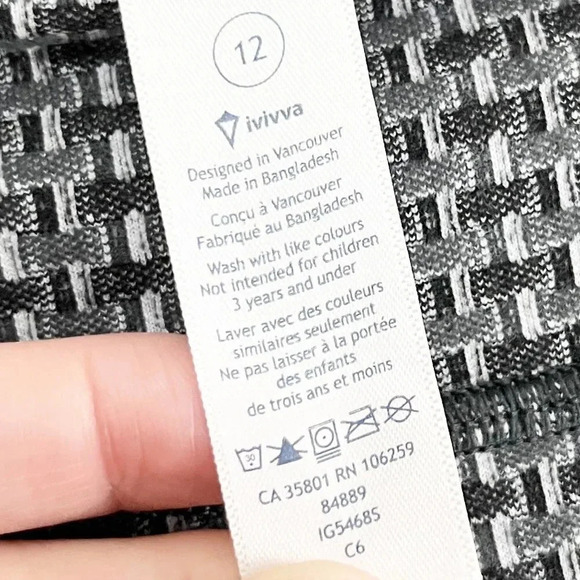 12
ivivva
Designed in Vancouver
Made in Bangladesh
Conçu à Vancouver
Fabriqué au Bangladesh
Wash with like colours
Not intended for children
3 years and under
Laver avec des couleurs
similaires seulement
Ne pas laisser à la portée
des enfants
de trois ans et moins
30
CA 35801 RN 106259
84889
IG54685
C6